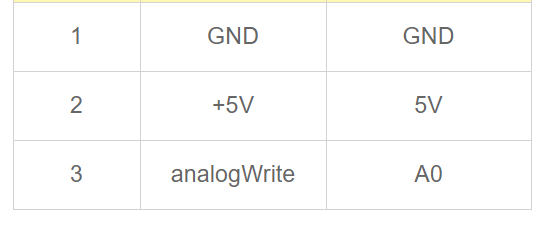 1 GND GND
2 +5V 5V
3 analogWrite A0